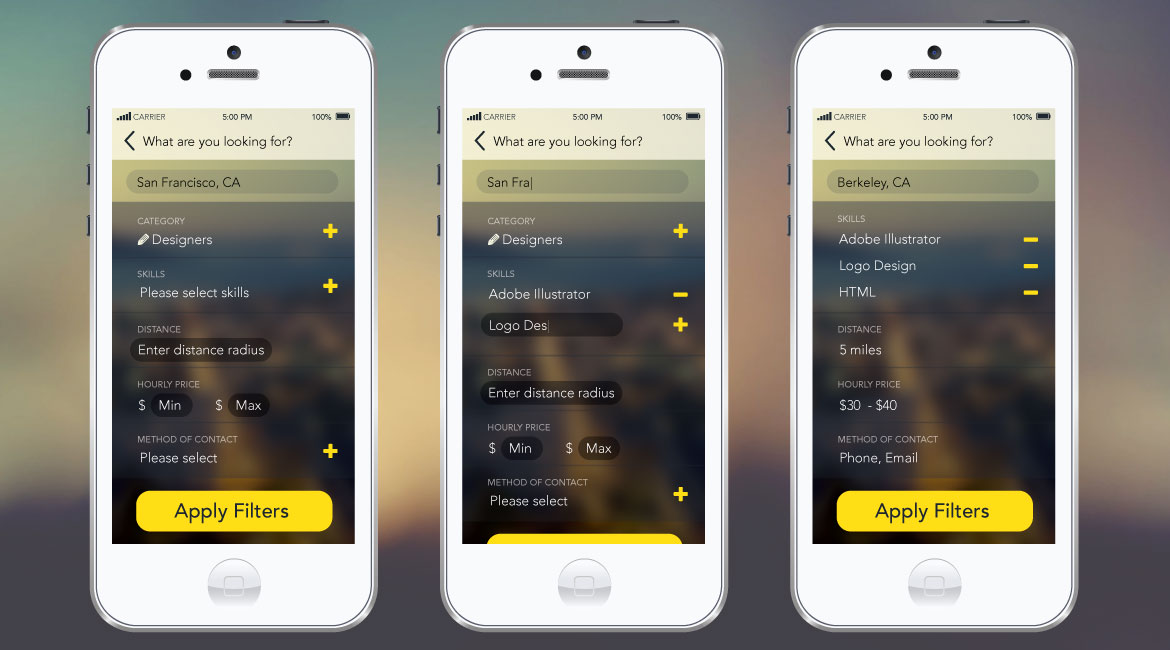 CARRIER 5:00 PM 100%
What are you looking for?
San Francisco, CA
CATEGORY
Designers
SKILLS
Please select skills
DISTANCE
Enter distance radius
HOURLY PRICE
$ Min $ Max
METHOD OF CONTACT
Please select
Apply Filters
CARRIER 5:00 PM 100%
What are you looking for?
San Fra
CATEGORY
Designers
SKILLS
Adobe Illustrator
Logo Des
DISTANCE
Enter distance radius
HOURLY PRICE
$ Min $ Max
METHOD OF CONTACT
Please select
CARRIER 5:00 PM 100%
What are you looking for?
Berkeley, CA
SKILLS
Adobe Illustrator
Logo Design
HTML
DISTANCE
5 miles
HOURLY PRICE
$30 - $40
METHOD OF CONTACT
Phone, Email
Apply Filters